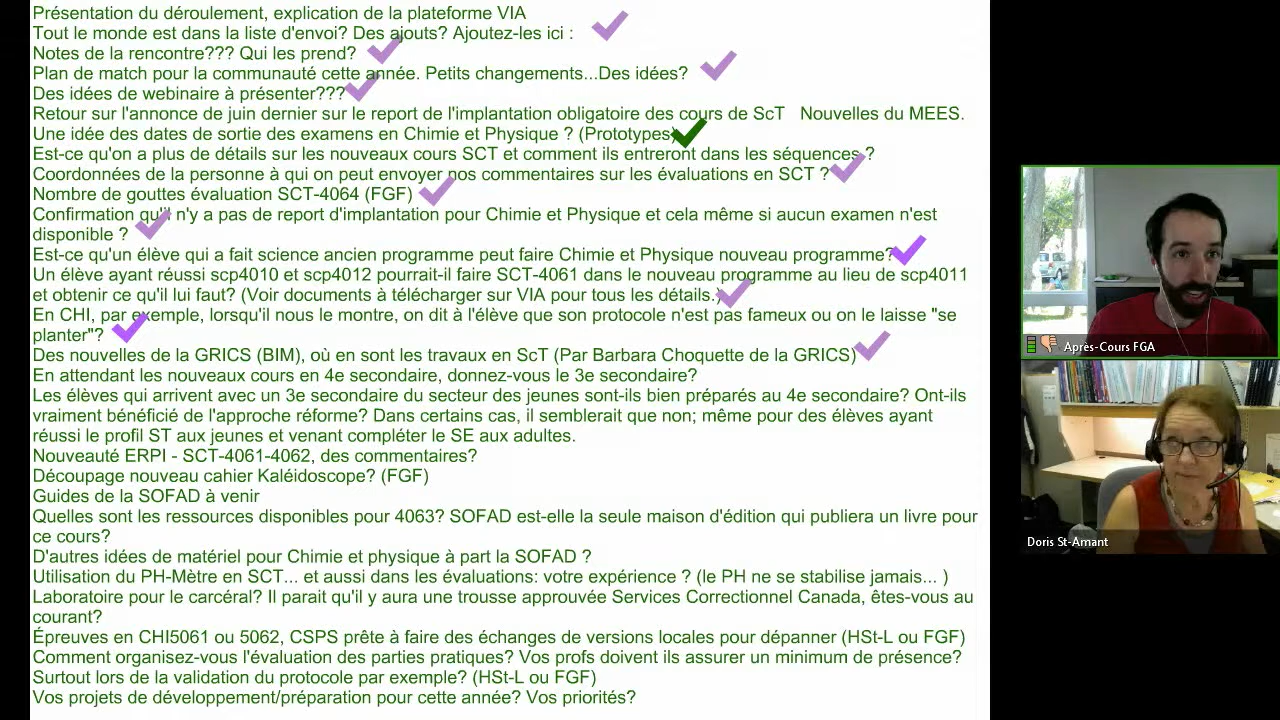 Présentation du déroulement, explication de la plateforme VIA
Tout le monde est dans la liste d'envoi? Des ajouts? Ajoutez-les ici :
Notes de la rencontre??? Qui les prend?
Plan de match pour la communauté cette année. Petits changements...Des idées?
Des idées de webinaire à présenter???
Retour sur l'annonce de juin dernier sur le report de l'implantation obligatoire des cours de ScT Nouvelles du MEES.
Une idée des dates de sortie des examens en Chimie et Physique ? (Prototypes)
Est-ce qu'on a plus de détails sur les nouveaux cours SCT et comment ils entreront dans les séquences ?
Coordonnées de la personne à qui on peut envoyer nos commentaires sur les évaluations en SCT ?
Nombre de gouttes évaluation SCT-4064 (FGF)
Confirmation qu'il n'y a pas de report d'implantation pour Chimie et Physique et cela même si aucun examen n'est
disponible ?
Est-ce qu'un élève qui a fait science ancien programme peut faire Chimie et Physique nouveau programme?
Un élève ayant réussi scp4010 et scp4012 pourrait-il faire SCT-4061 dans le nouveau programme au lieu de scp4011
et obtenir ce qu'il lui faut? (Voir documents à télécharger sur VIA pour tous les détails.)
En CHI, par exemple, lorsqu'il nous le montre, on dit à l'élève que son protocole n'est pas fameux ou on le laisse "se
planter"?
Des nouvelles de la GRICS (BIM), où en sont les travaux en ScT (Par Barbara Choquette de la GRICS)
En attendant les nouveaux cours en 4e secondaire, donnez-vous le 3e secondaire?
Les élèves qui arrivent avec un 3e secondaire du secteur des jeunes sont-ils bien préparés au 4e secondaire? Ont-ils
vraiment bénéficié de l'approche réforme? Dans certains cas, il semblerait que non; même pour des élèves ayant
réussi le profil ST aux jeunes et venant compléter le SE aux adultes.
Nouveauté ERPI - SCT-4061-4062, des commentaires?
Découpage nouveau cahier Kaléidoscope? (FGF)
Guides de la SOFAD à venir
Quelles sont les ressources disponibles pour 4063? SOFAD est-elle la seule maison d'édition qui publiera un livre pour
ce cours?
D'autres idées de matériel pour Chimie et physique à part la SOFAD ?
Utilisation du PH-Mètre en SCT... et aussi dans les évaluations: votre expérience ? (le PH ne se stabilise jamais... )
Laboratoire pour le carcéral? Il parait qu'il y aura une trousse approuvée Services Correctionnel Canada, êtes-vous au
courant?
Épreuves en CHI5061 ou 5062, CSPS prête à faire des échanges de versions locales pour dépanner (HSt-L ou FGF)
Comment organisez-vous l'évaluation des parties pratiques? Vos profs doivent ils assurer un minimum de présence?
Surtout lors de la validation du protocole par exemple? (HSt-L ou FGF)
Vos projets de développement/préparation pour cette année? Vos priorités?
Après-Cours FGA
Doris St-Amant